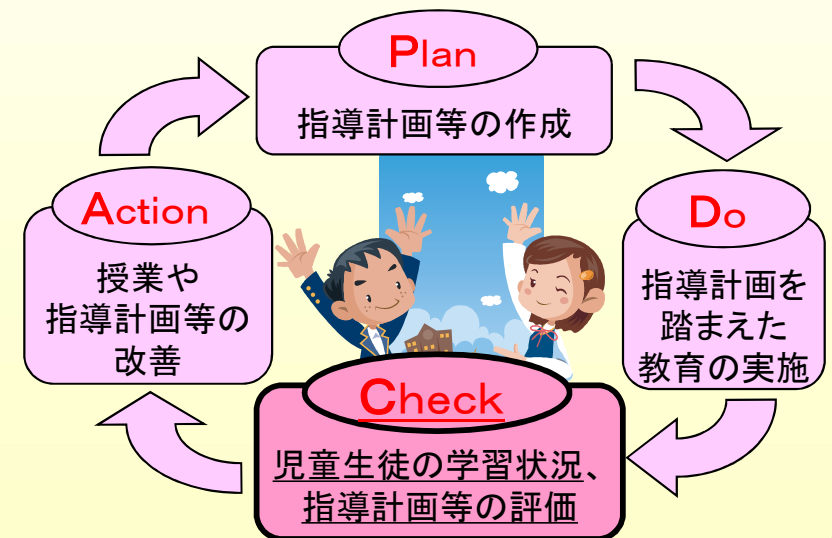 Plan
指導計画等の作成
Do
指導計画を
踏まえた
教育の実施
Check
児童生徒の学習状況、
指導計画等の評価
Action
授業や
指導計画等の
改善